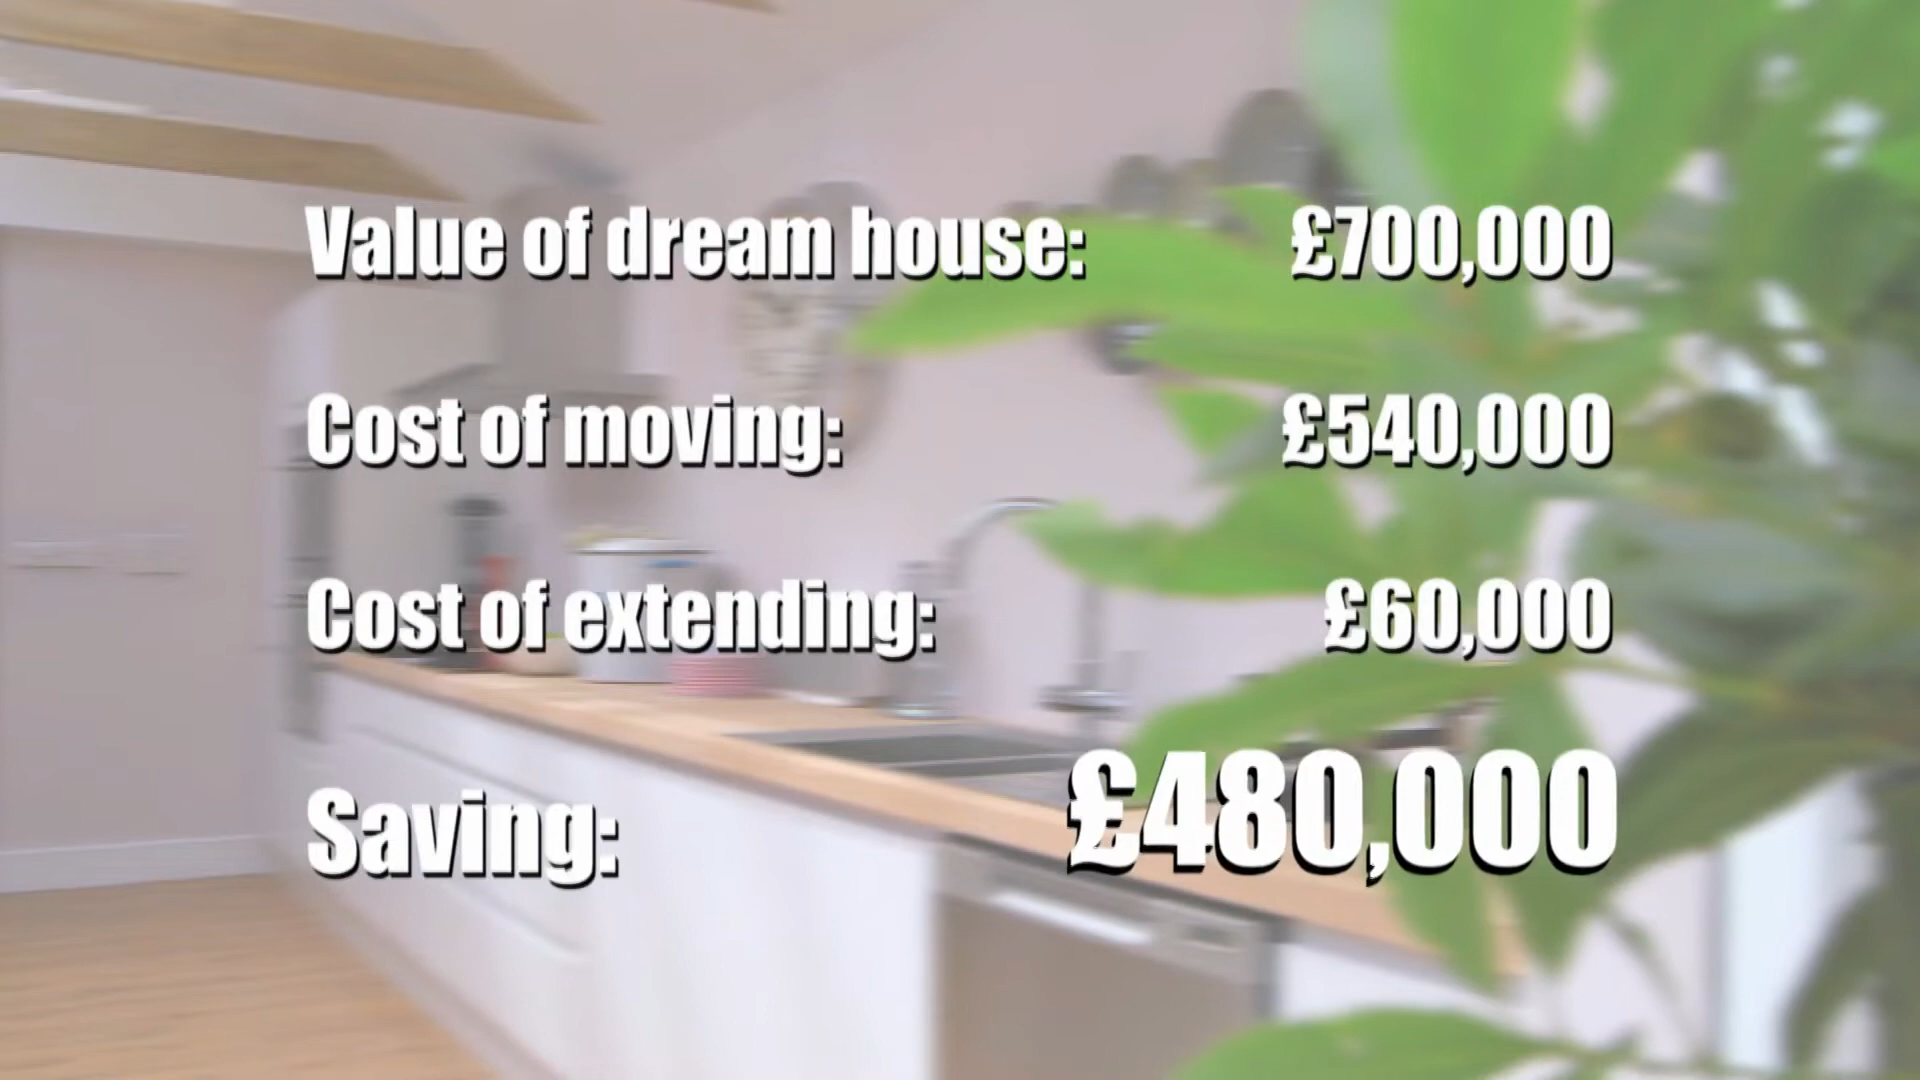 Value of dream house: £700,000
Cost of moving: £540,000
Cost of extending: £60,000
Saving: £480,000